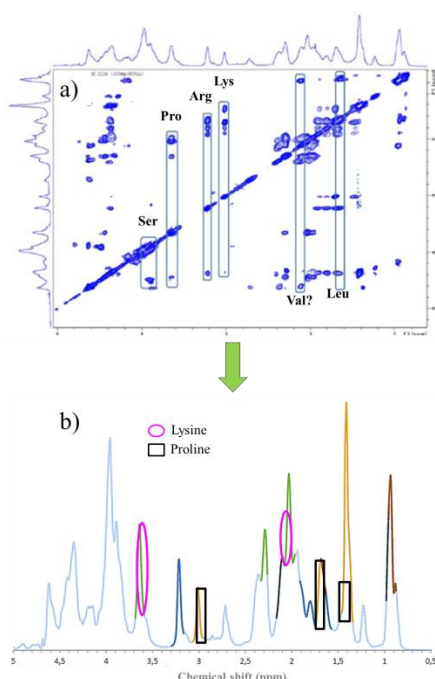 a)
Lys
Arg
Pro
Ser
Val?
Leu
b)
Lysine
Proline
5 4,5 4 3,5 3 2,5 2 1,5 1 0,5
Chemical shift (ppm)